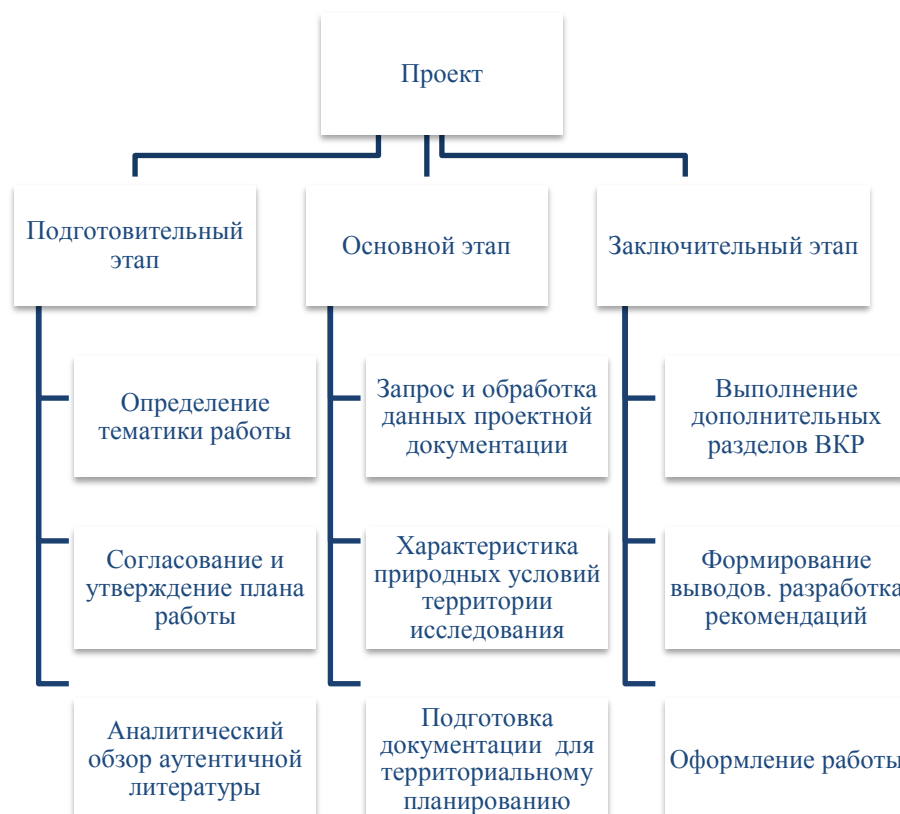 Проект
Подготовительный
этап
Основной этап
Заключительный этап
Определение
тематики работы
Запрос и обработка
данных проектной
документации
Выполнение
дополнительных
разделов ВКР
Согласование и
утверждение плана
работы
Характеристика
природных условий
территории
исследования
Формирование
выводов. разработка
рекомендаций
Аналитический
обзор аутентичной
литературы
Подготовка
документации для
территориальному
планированию
Оформление работы